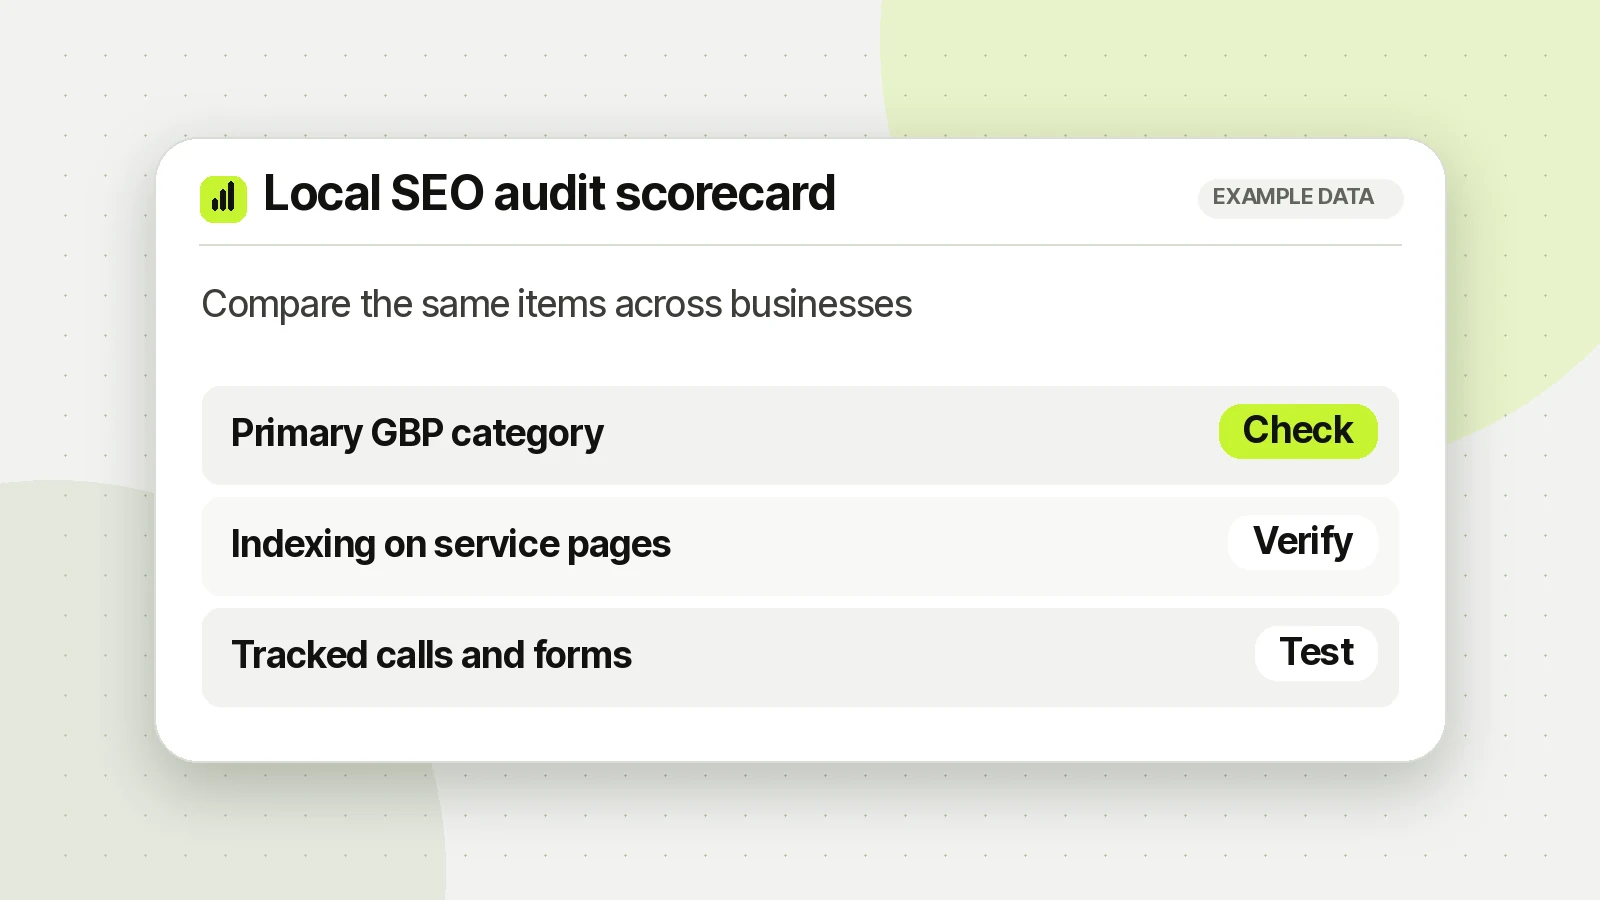 Local SEO audit scorecard
EXAMPLE DATA
Compare the same items across businesses
Primary GBP category
Check
Indexing on service pages
Verify
Tracked calls and forms
Test